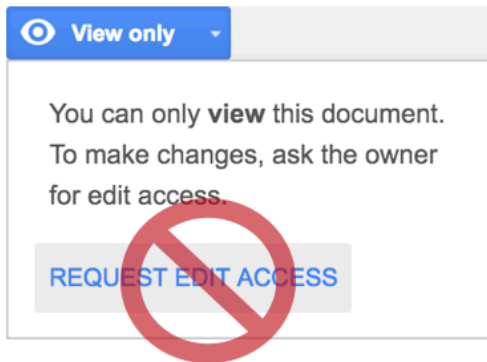 View only
You can only view this document.
To make changes, ask the owner
for edit access.
REQUEST EDIT ACCESS